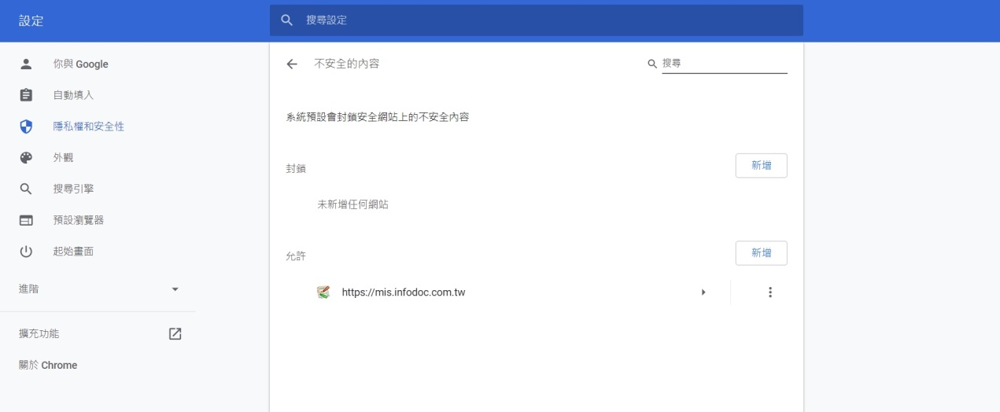 設定
搜尋設定
你與 Google
自動填入
隱私權和安全性
外觀
搜尋引擎
預設瀏覽器
起始畫面
進階
擴充功能
關於 Chrome
不安全的內容
搜尋
系統預設會封鎖安全網站上的不安全內容
封鎖
新增
未新增任何網站
允許
新增
https://mis.infodoc.com.tw